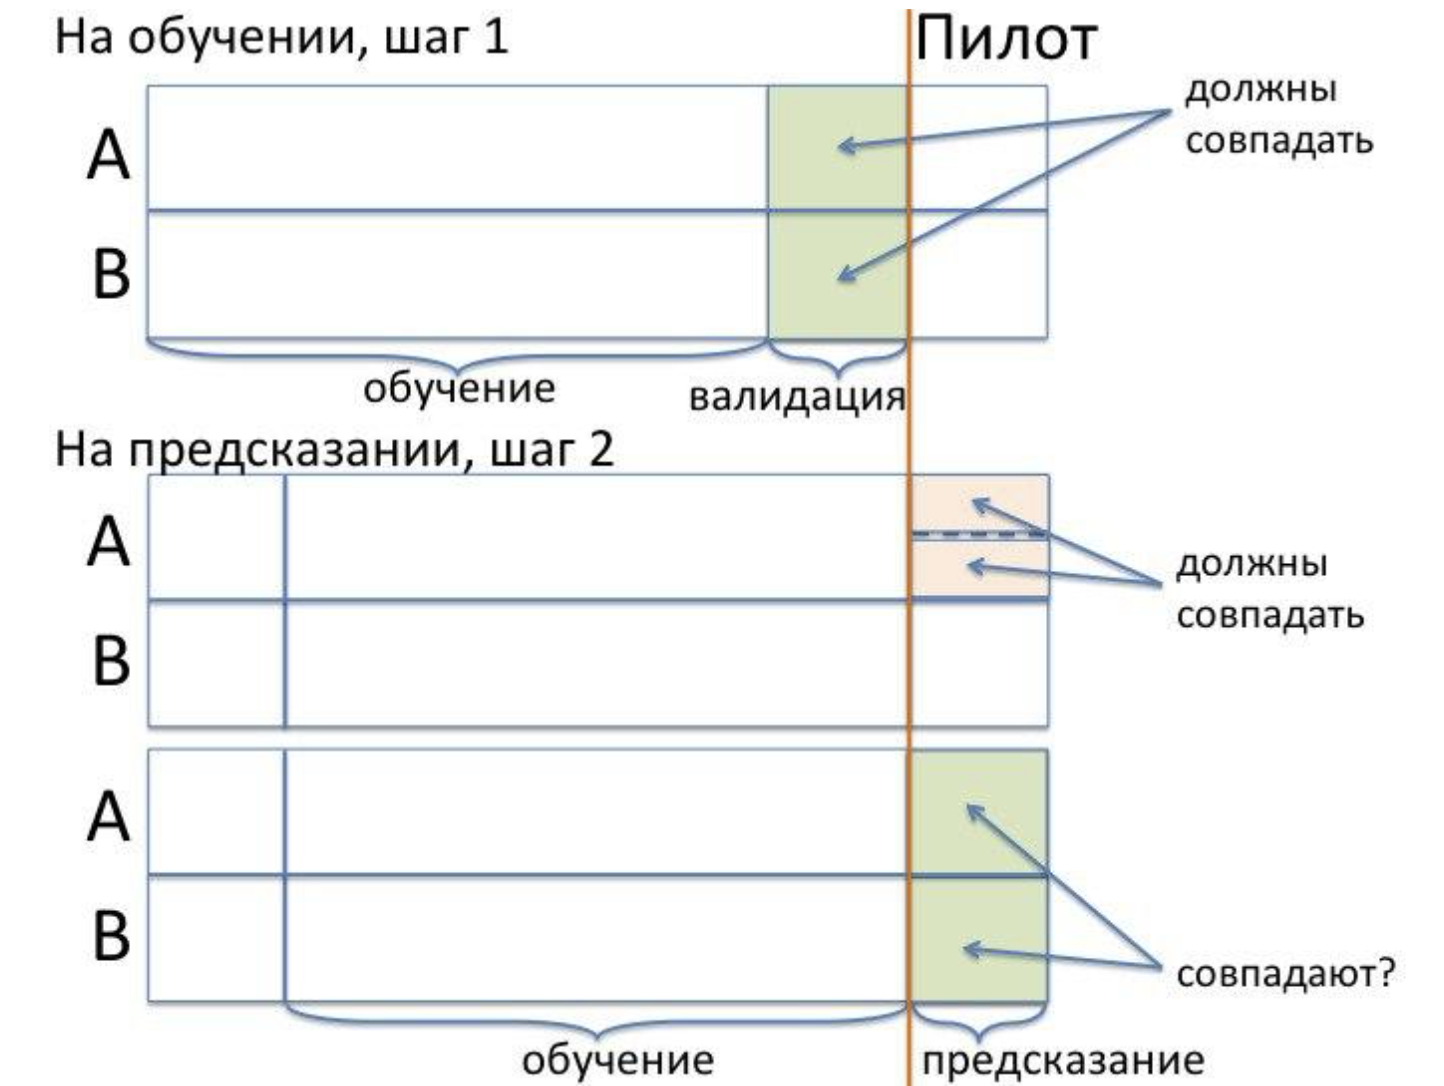 На обучении, шаг 1
Пилот
должны
совпадать
А
В
обучение
валидация
На предсказании, шаг 2
А
должны
совпадать
В
А
В
совпадают?
обучение
предсказание